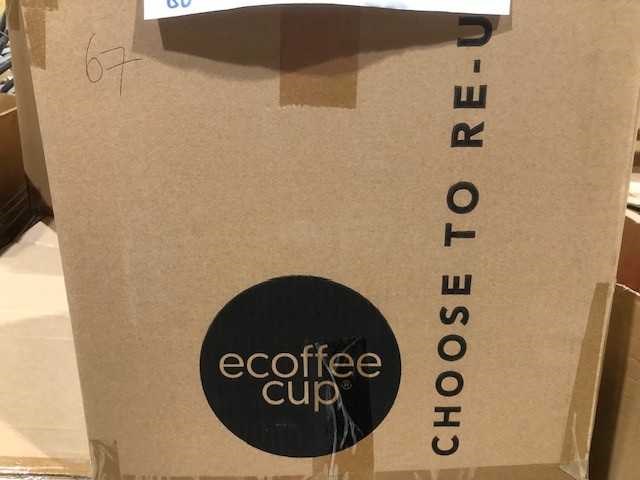 67
CHOOSE TO RE-U
ecoffee
cup®